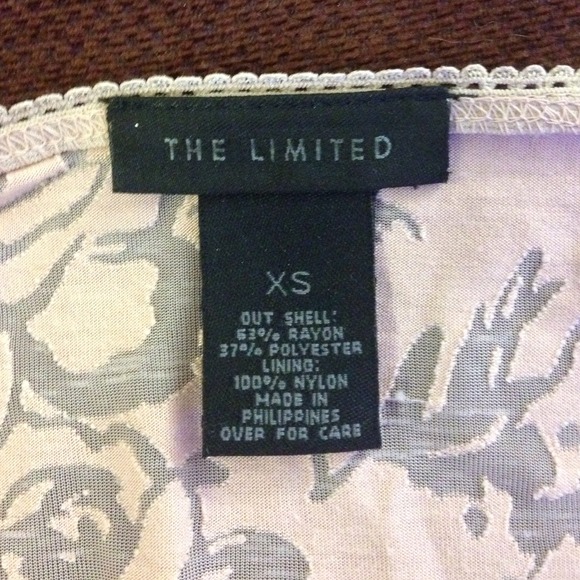 THE LIMITED
XS
OUT SHELL:
63% RAYON
37% POLYESTER
LINING:
100% NYLON
MADE IN
PHILIPPINES
OVER FOR CARE